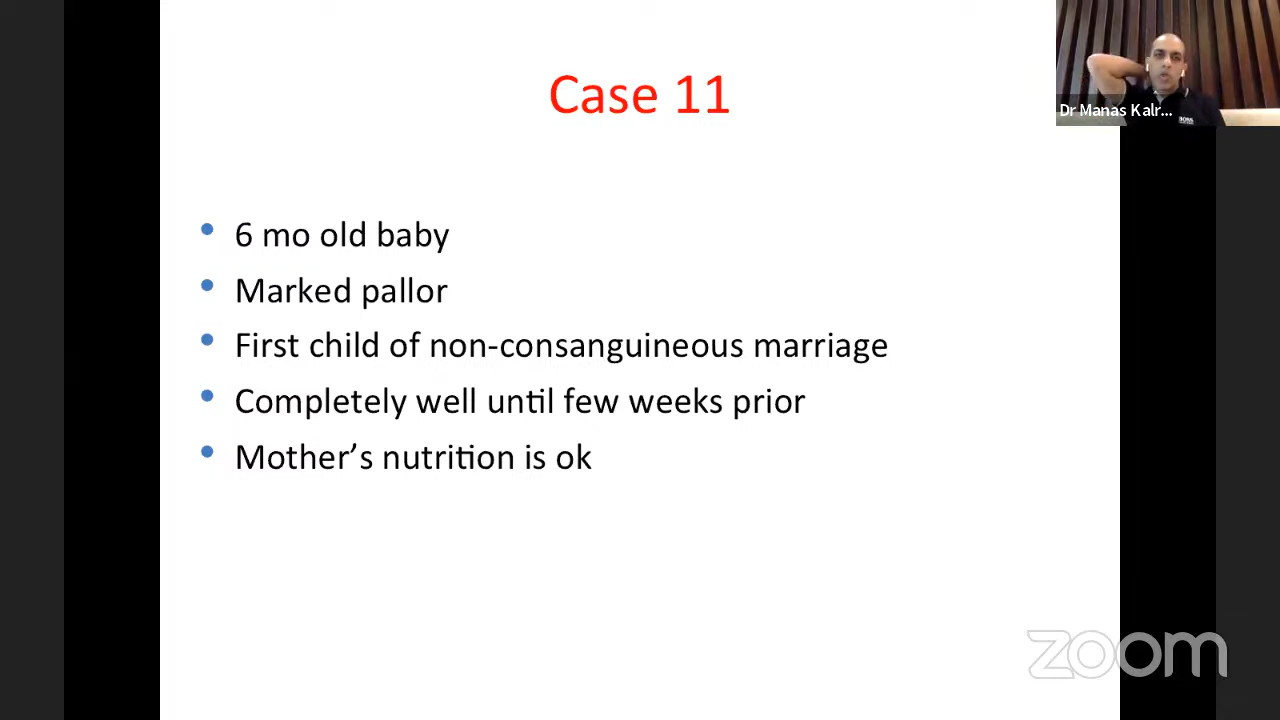 Case 11
Dr Manas Kalr...
BOSS
• 6 mo old baby
• Marked pallor
• First child of non-consanguineous marriage
• Completely well until few weeks prior
• Mother's nutrition is ok
zoom